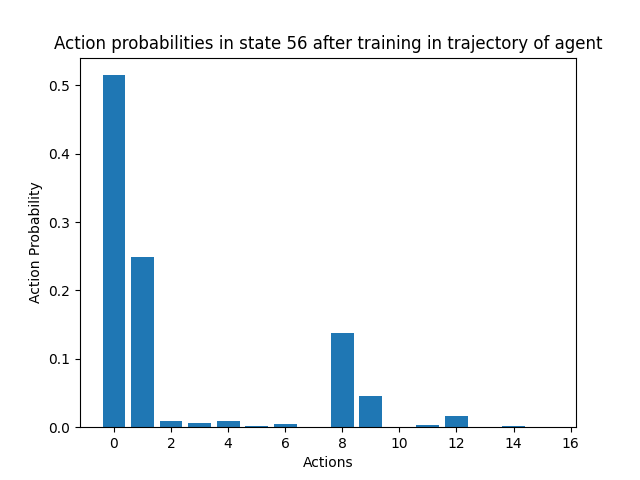 Action probabilities in state 56 after training in trajectory of agent
0.5
0.4
0.3
0.2
0.1
0.0
Action Probability
0 2 4 6 8 10 12 14 16
Actions